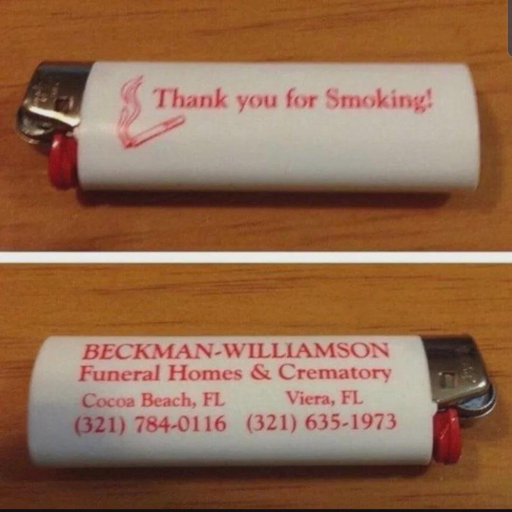 Thank you for Smoking!
BECKMAN-WILLIAMSON
Funeral Homes & Crematory
Cocoa Beach, FL Viera, FL
(321) 784-0116 (321) 635-1973